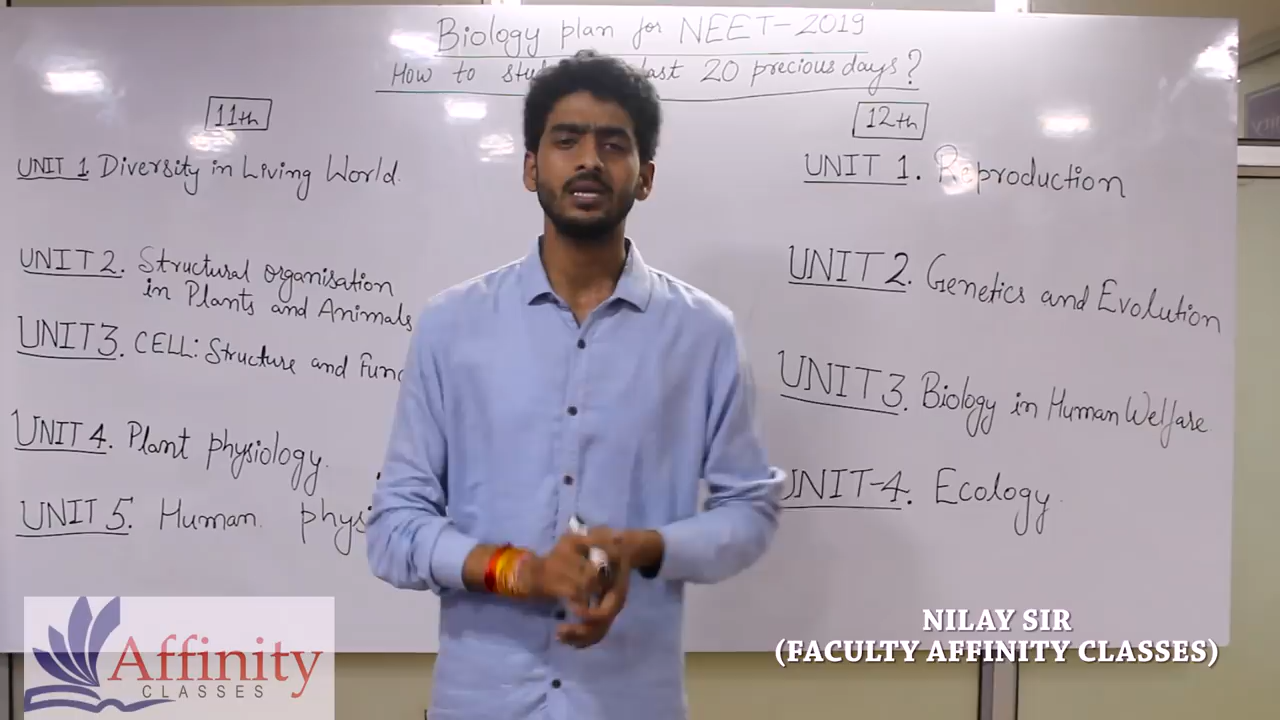 Biology plan for NEET-2019
How to last 20 precious days?
11th
UNIT 1 Diversity in Living World.
UNIT 2. Structural organisation
in Plants and Animals
UNIT 3. CELL: Structure and Func
UNIT 4. Plant physiology.
UNIT 5. Human physi
12th
UNIT 1. Reproduction
UNIT 2. Genetics and Evolution
UNIT 3. Biology in Human Welfare
UNIT-4. Ecology.
Affinity
CLASSES
NILAY SIR
(FACULTY AFFINITY CLASSES)